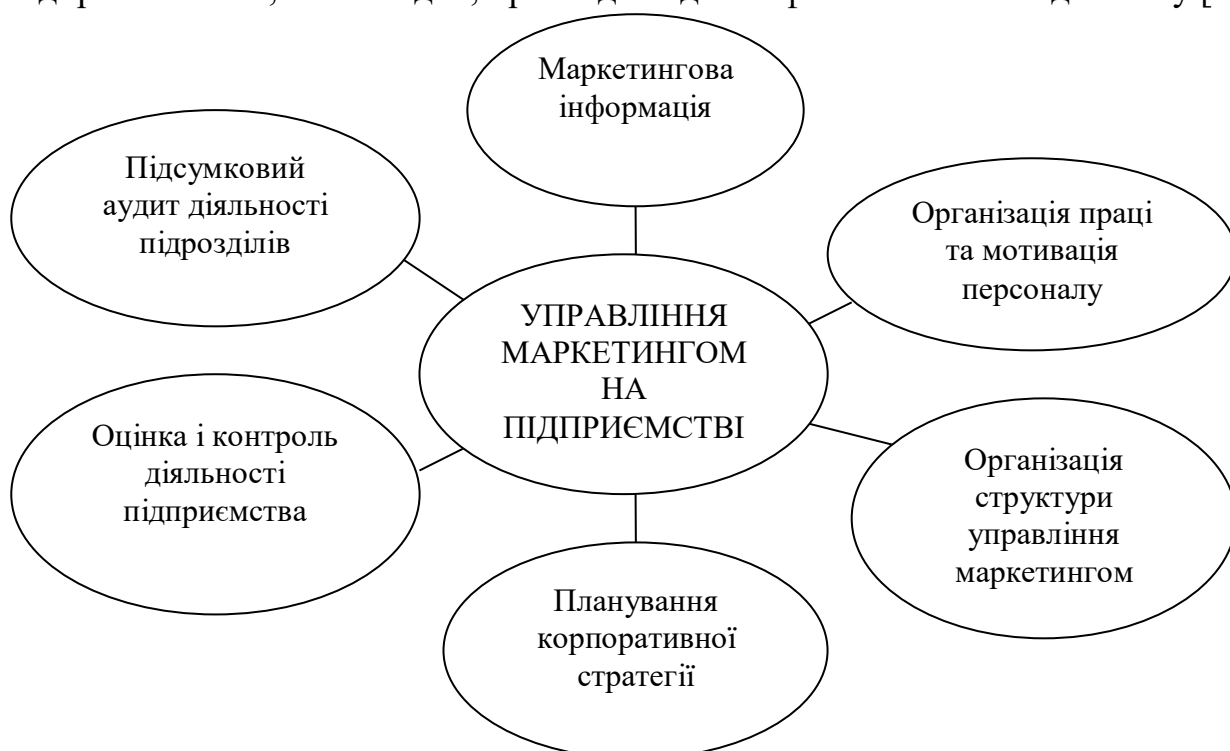 Маркетингова
інформація
Підсумковий
аудит діяльності
підрозділів
Організація праці
та мотивація
персоналу
УПРАВЛІННЯ
МАРКЕТИНГОМ
НА
ПІДПРИЄМСТВІ
Оцінка і контроль
діяльності
підприємства
Організація
структури
управління
маркетингом
Планування
корпоративної
стратегії